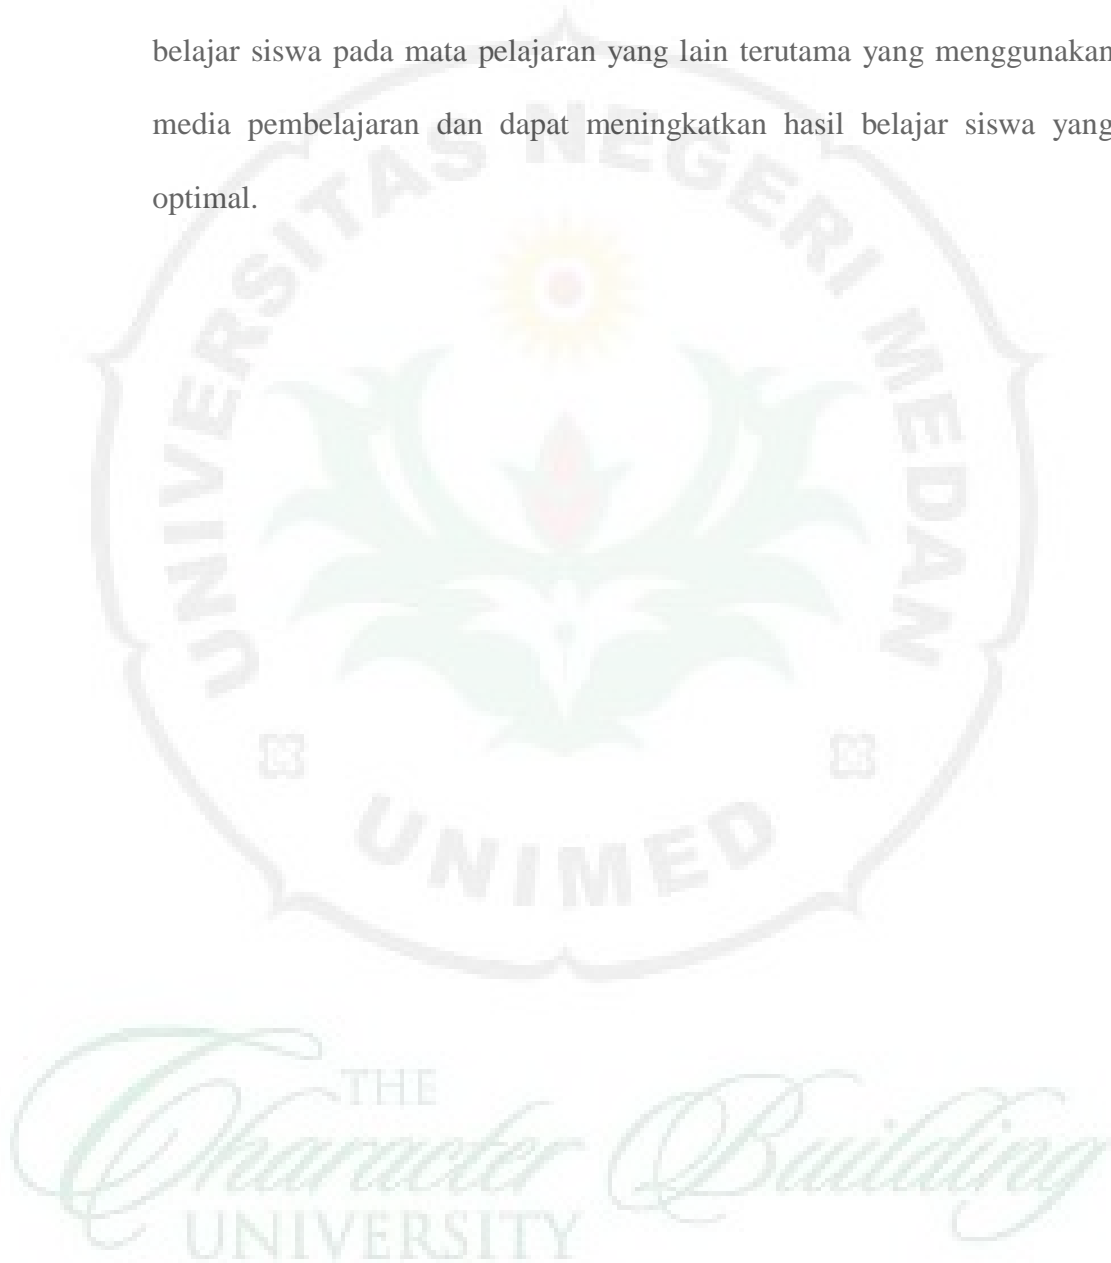 belajar siswa pada mata pelajaran yang lain terutama yang menggunakan
media pembelajaran dan dapat meningkatkan hasil belajar siswa yang
optimal.
UNIVERSITAS NEGERI MEDAN
UNIMED
THE
Character Building
UNIVERSITY